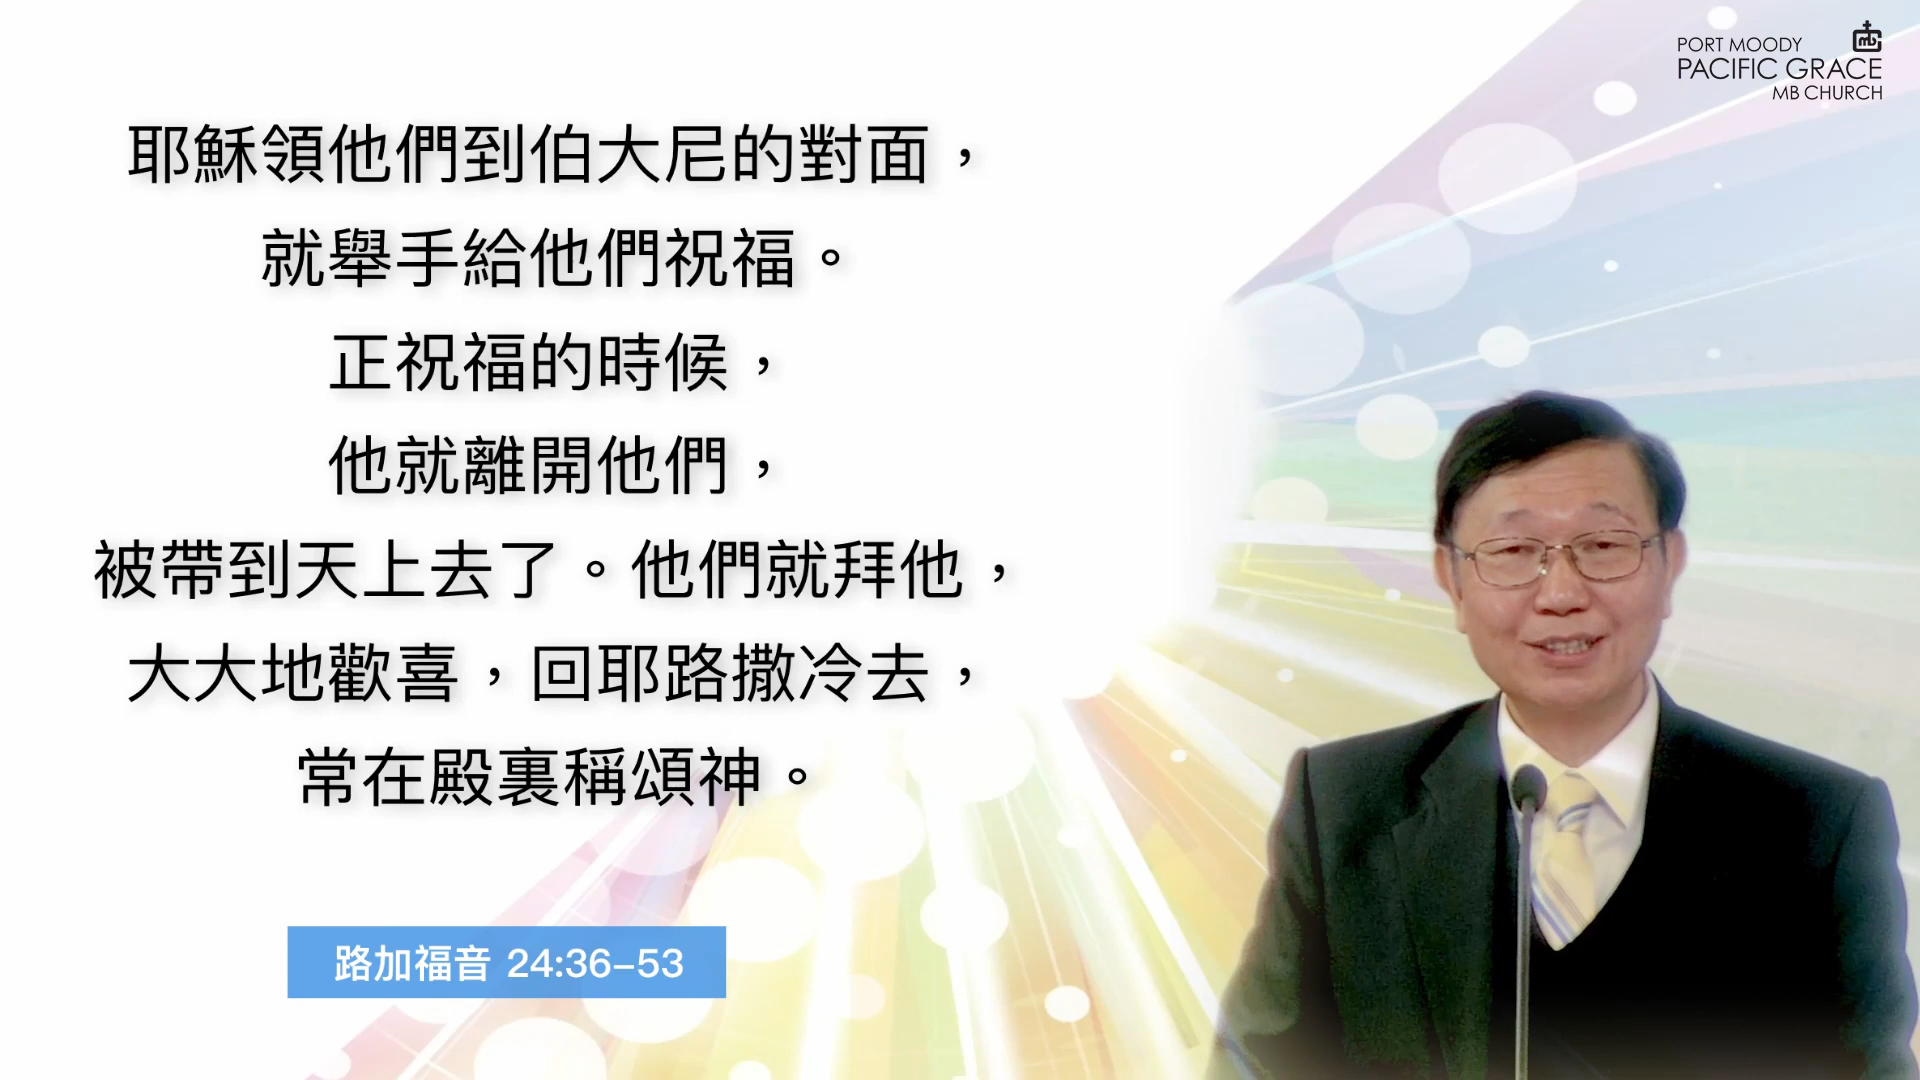 PORT MOODY
PACIFIC GRACE
MB CHURCH
耶穌領他們到伯大尼的對面，
就舉手給他們祝福。
正祝福的時候，
他就離開他們，
被帶到天上去了。他們就拜他，
大大地歡喜，回耶路撒冷去，
常在殿裏稱頌神。
路加福音 24:36–53